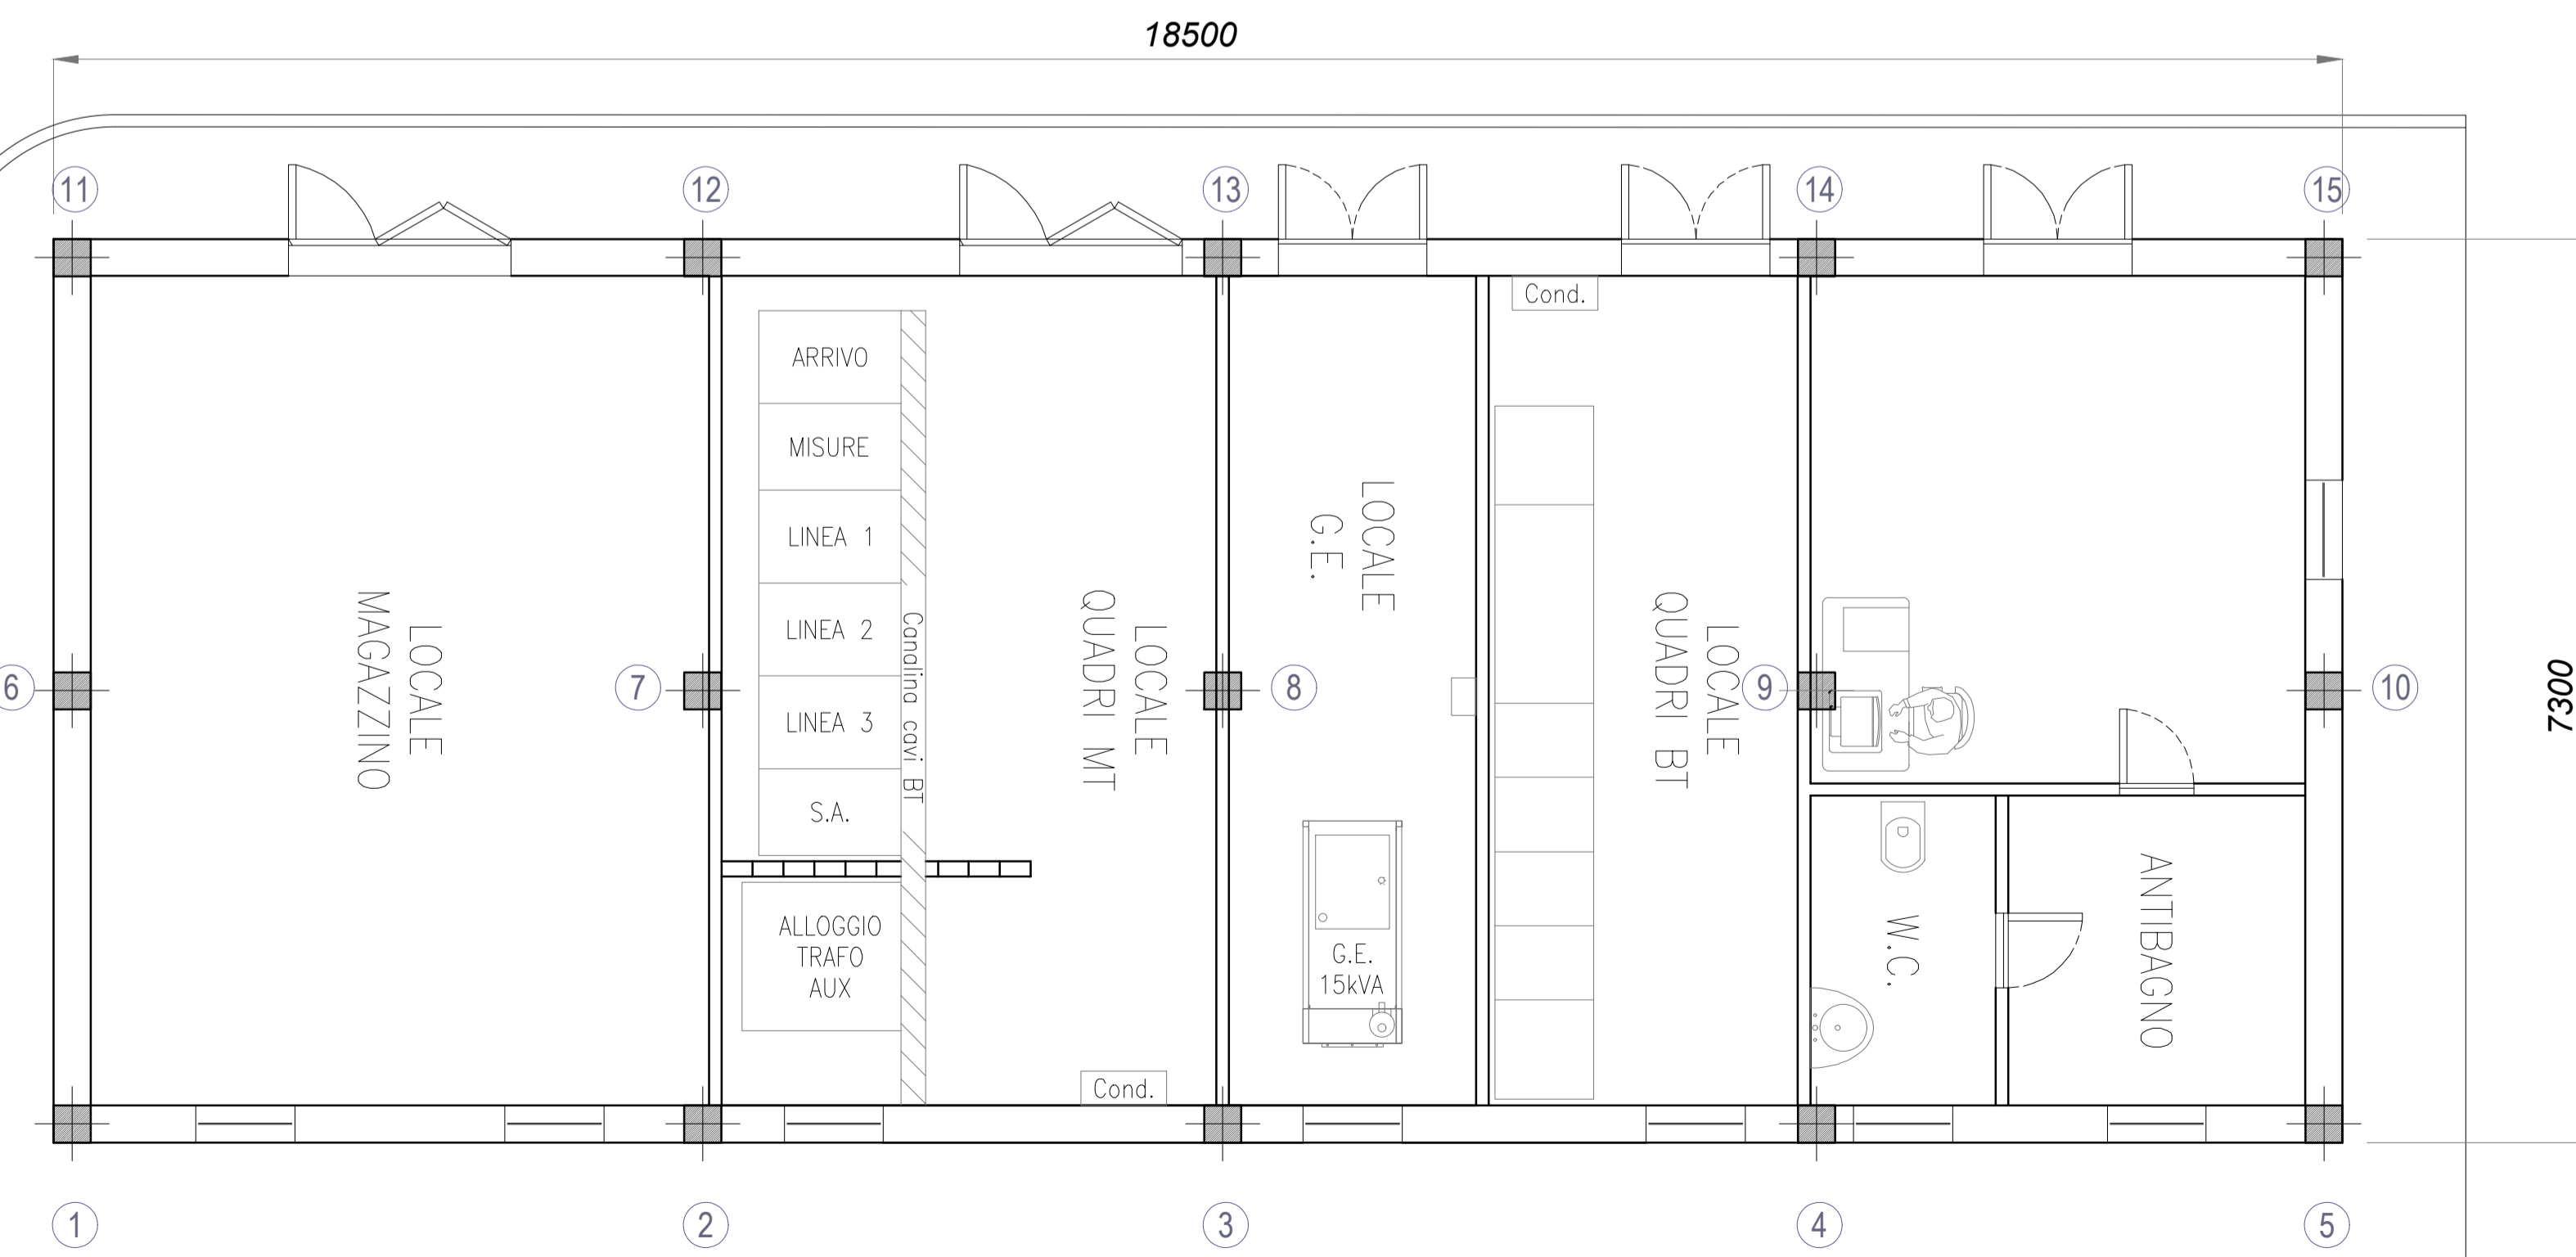 18500
11
12
13
14
15
Cond.
ARRIVO
MISURE
LINEA 1
LINEA 2
LINEA 3
S.A.
Canalina cavi BT
ALLOGGIO
TRAFO
AUX
LOCALE
MAGAZZINO
LOCALE
QUADRI MT
LOCALE
G.E.
LOCALE
QUADRI BT
6
7
8
9
10
7300
G.E.
15kVA
W.C.
ANTIBAGNO
Cond.
1
2
3
4
5